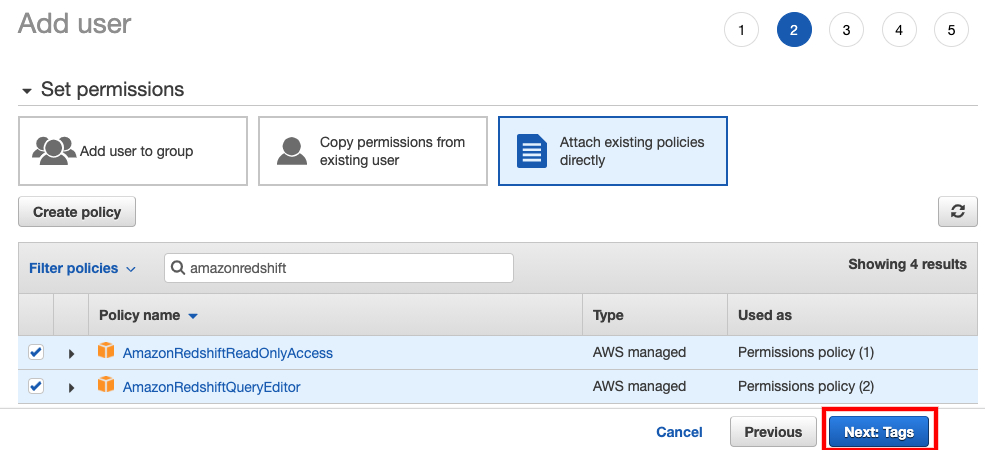 Add user
1 2 3 4 5
Set permissions
Add user to group
Copy permissions from
existing user
Attach existing policies
directly
Create policy
Filter policies
amazonredshift
Showing 4 results
Policy name Type Used as
AmazonRedshiftReadOnlyAccess AWS managed Permissions policy (1)
AmazonRedshiftQueryEditor AWS managed Permissions policy (2)
Cancel Previous Next: Tags